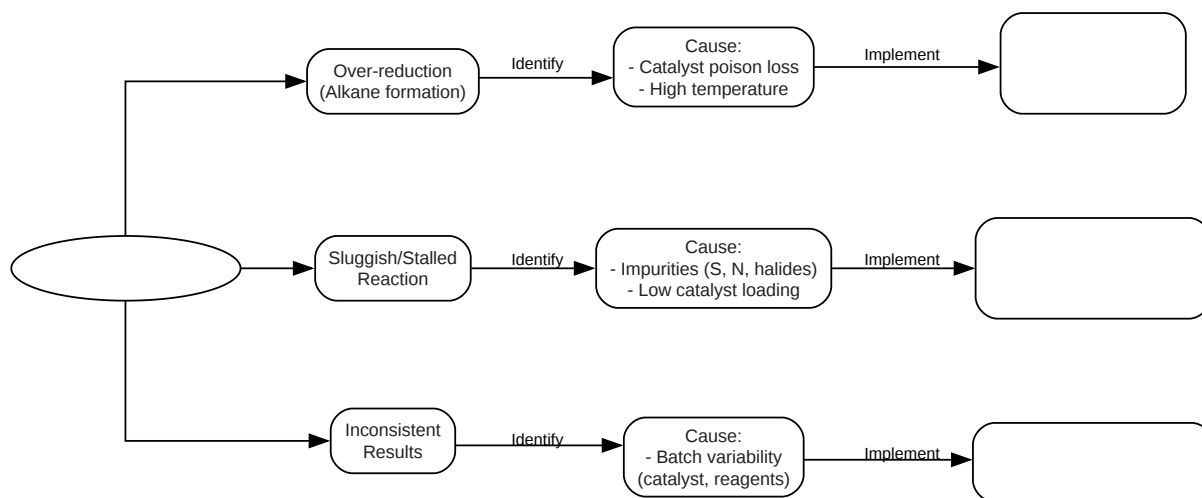 Over-reduction
(Alkane formation)
Identify
Cause:
- Catalyst poison loss
- High temperature
Implement
Sluggish/Stalled
Reaction
Identify
Cause:
- Impurities (S, N, halides)
- Low catalyst loading
Implement
Inconsistent
Results
Identify
Cause:
- Batch variability
(catalyst, reagents)
Implement